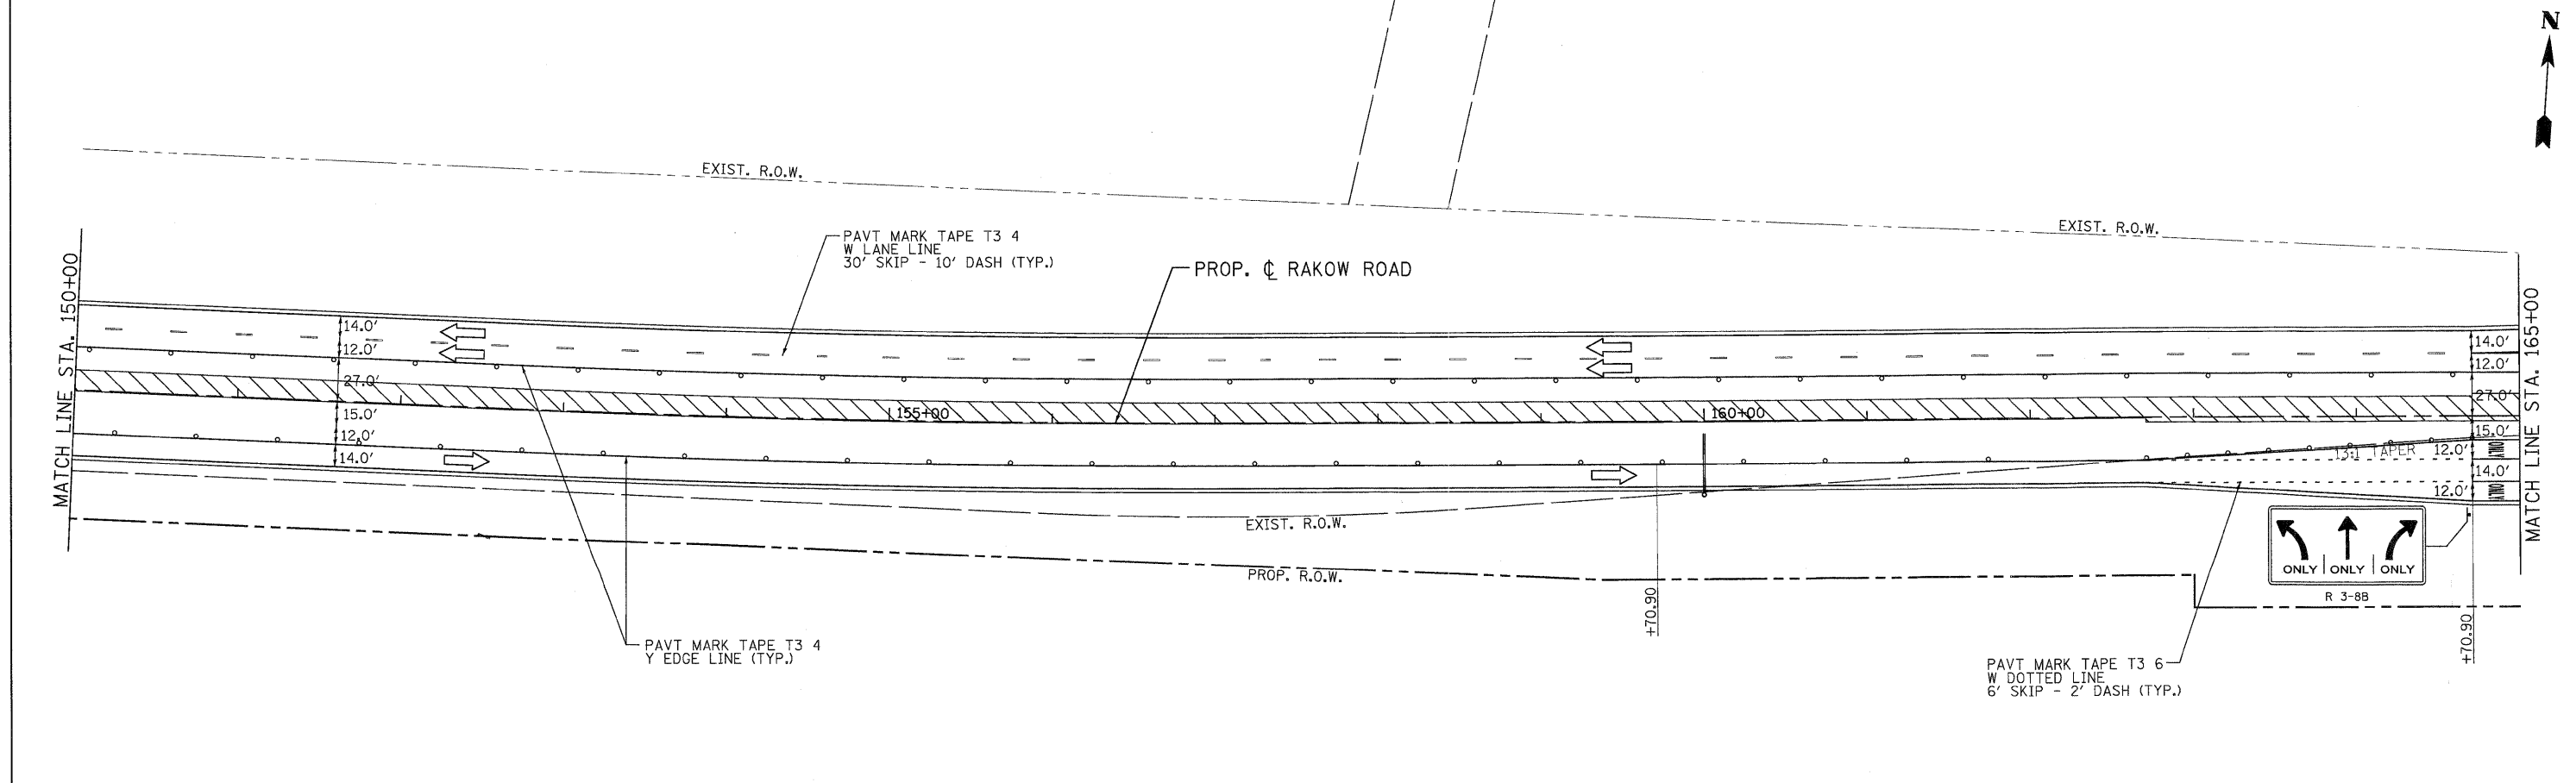 N
EXIST. R.O.W.
EXIST. R.O.W.
PAVT MARK TAPE T3 4
W LANE LINE
30' SKIP - 10' DASH (TYP.)
PROP. ℄ RAKOW ROAD
MATCH LINE STA. 150+00
MATCH LINE STA. 165+00
14.0'
12.0'
27.0'
15.0'
12.0'
14.0'
155+00
160+00
14.0'
12.0'
27.0'
15.0'
13:1 TAPER
12.0'
ONLY
14.0'
12.0'
ONLY
EXIST. R.O.W.
PROP. R.O.W.
ONLY ONLY ONLY
R 3-8B
+70.90
+70.90
PAVT MARK TAPE T3 4
Y EDGE LINE (TYP.)
PAVT MARK TAPE T3 6
W DOTTED LINE
6' SKIP - 2' DASH (TYP.)